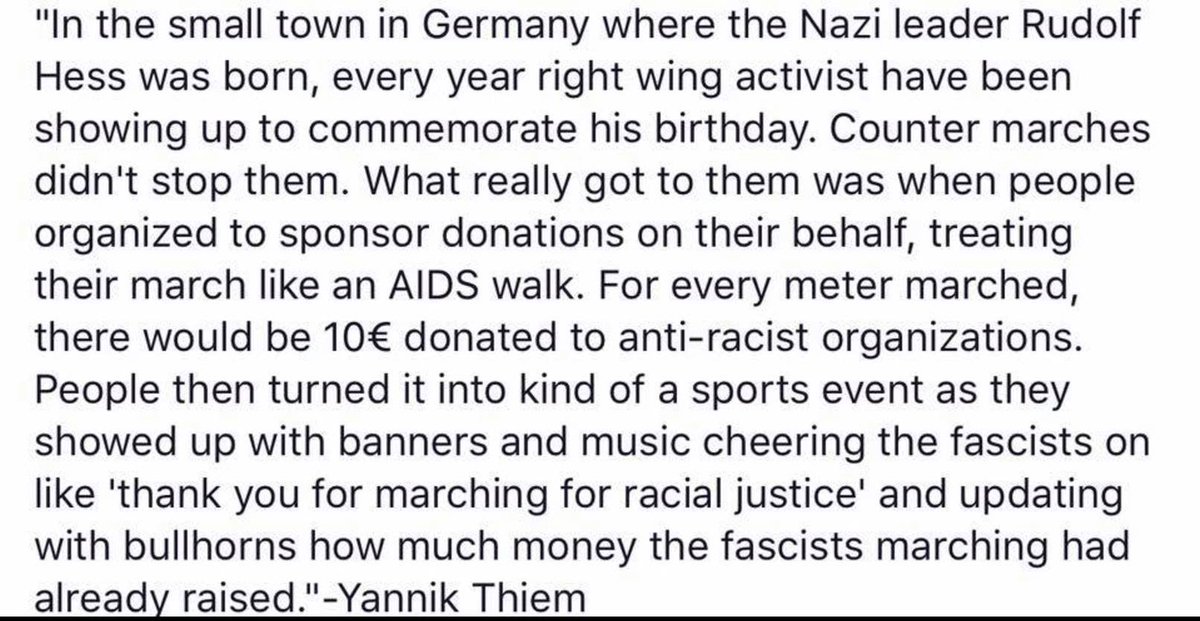 "In the small town in Germany where the Nazi leader Rudolf
Hess was born, every year right wing activist have been
showing up to commemorate his birthday. Counter marches
didn't stop them. What really got to them was when people
organized to sponsor donations on their behalf, treating
their march like an AIDS walk. For every meter marched,
there would be 10€ donated to anti-racist organizations.
People then turned it into kind of a sports event as they
showed up with banners and music cheering the fascists on
like 'thank you for marching for racial justice' and updating
with bullhorns how much money the fascists marching had
already raised."-Yannik Thiem